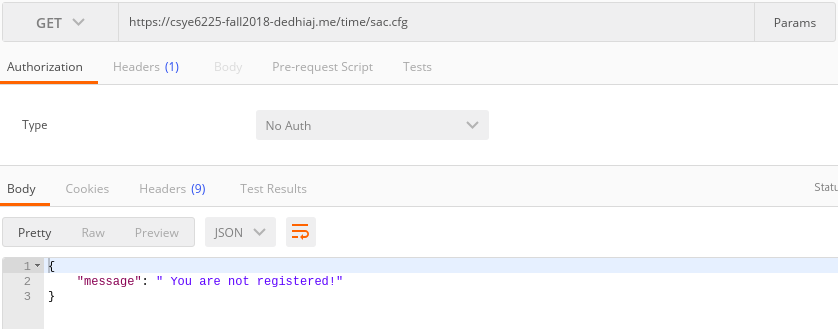 GET https://csye6225-fall2018-dedhiaj.me/time/sac.cfg Params
Authorization Headers (1) Body Pre-request Script Tests
Type No Auth
Body Cookies Headers (9) Test Results
Pretty Raw Preview JSON
1 {
2 "message": " You are not registered!"
3 }